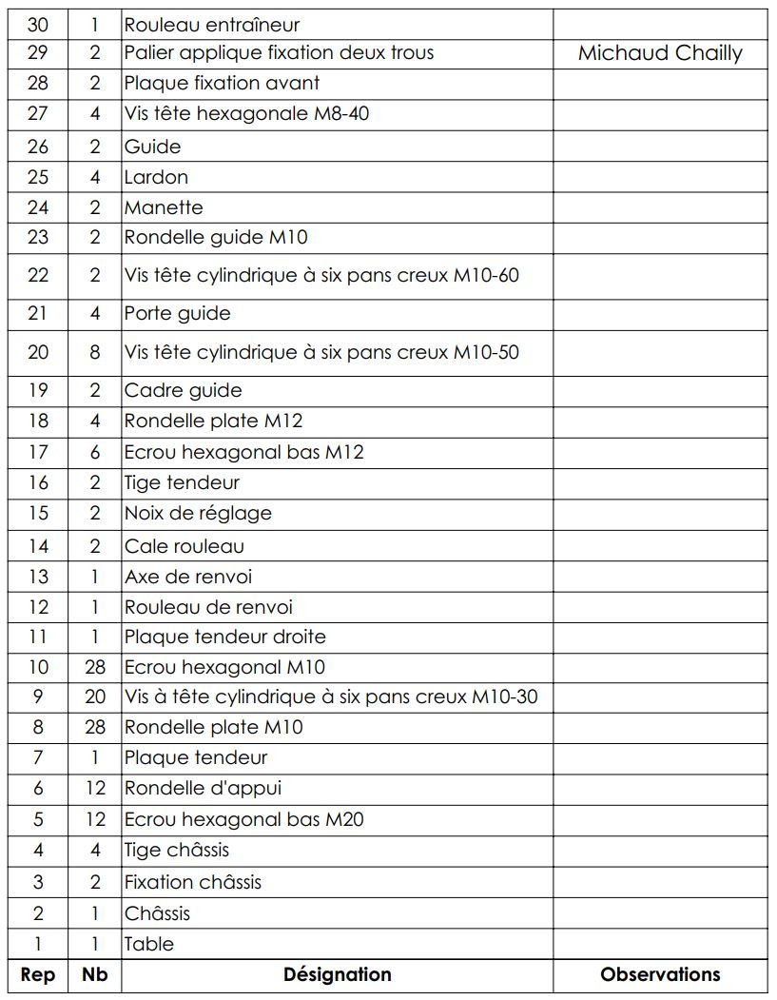 30 1 Rouleau entraîneur
29 2 Palier applique fixation deux trous Michaud Chailly
28 2 Plaque fixation avant
27 4 Vis tête hexagonale M8-40
26 2 Guide
25 4 Lardon
24 2 Manette
23 2 Rondelle guide M10
22 2 Vis tête cylindrique à six pans creux M10-60
21 4 Porte guide
20 8 Vis tête cylindrique à six pans creux M10-50
19 2 Cadre guide
18 4 Rondelle plate M12
17 6 Ecrou hexagonal bas M12
16 2 Tige tendeur
15 2 Noix de réglage
14 2 Cale rouleau
13 1 Axe de renvoi
12 1 Rouleau de renvoi
11 1 Plaque tendeur droite
10 28 Ecrou hexagonal M10
9 20 Vis à tête cylindrique à six pans creux M10-30
8 28 Rondelle plate M10
7 1 Plaque tendeur
6 12 Rondelle d'appui
5 12 Ecrou hexagonal bas M20
4 4 Tige châssis
3 2 Fixation châssis
2 1 Châssis
1 1 Table
Rep Nb Désignation Observations